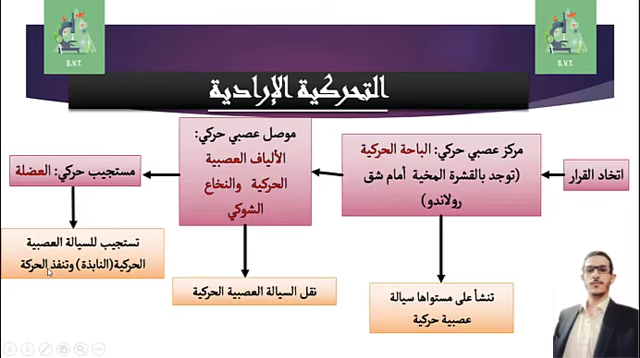 S.V.T.
S.V.T.
التحركية الإرادية
اتخاد القرار
مركز عصبي حركي: الباحة الحركية
(توجد بالقشرة المخية أمام شق
رولاندو)
موصل عصبي حركي:
الألياف العصبية
الحركية والنخاع
الشوكي
مستجيب حركي: العضلة
تنشأ على مستواها سيالة
عصبية حركية
نقل السيالة العصبية الحركية
تستجيب للسيالة العصبية
الحركية(النابذة) وتنفذ الحركة